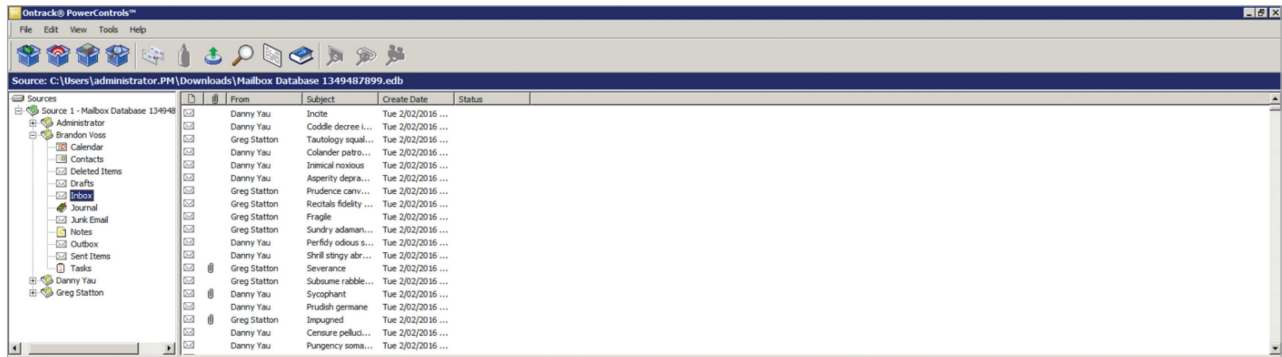 Ontrack® PowerControls™
File Edit View Tools Help
Source: C:\Users\administrator.PM\Downloads\Mailbox Database 1349487899.edb
Sources
Source 1 - Mailbox Database 134948
Administrator
Brandon Voss
Calendar
Contacts
Deleted Items
Drafts
Inbox
Journal
Junk Email
Notes
Outbox
Sent Items
Tasks
Danny Yau
Greg Statton
From Subject Create Date Status
Danny Yau Incite Tue 2/02/2016 ...
Danny Yau Coddle decree i... Tue 2/02/2016 ...
Greg Statton Tautology squal... Tue 2/02/2016 ...
Danny Yau Colander patro... Tue 2/02/2016 ...
Danny Yau Inimical noxious Tue 2/02/2016 ...
Danny Yau Asperity depra... Tue 2/02/2016 ...
Greg Statton Prudence canv... Tue 2/02/2016 ...
Greg Statton Recitals fidelity ... Tue 2/02/2016 ...
Greg Statton Fragile Tue 2/02/2016 ...
Greg Statton Sundry adaman... Tue 2/02/2016 ...
Danny Yau Perfidy odious s... Tue 2/02/2016 ...
Danny Yau Shrill stingy abr... Tue 2/02/2016 ...
Greg Statton Severance Tue 2/02/2016 ...
Greg Statton Subsume rabble... Tue 2/02/2016 ...
Danny Yau Sycophant Tue 2/02/2016 ...
Danny Yau Prudish germane Tue 2/02/2016 ...
Greg Statton Impugned Tue 2/02/2016 ...
Danny Yau Censure pelluci... Tue 2/02/2016 ...
Danny Yau Pungency soma... Tue 2/02/2016 ...